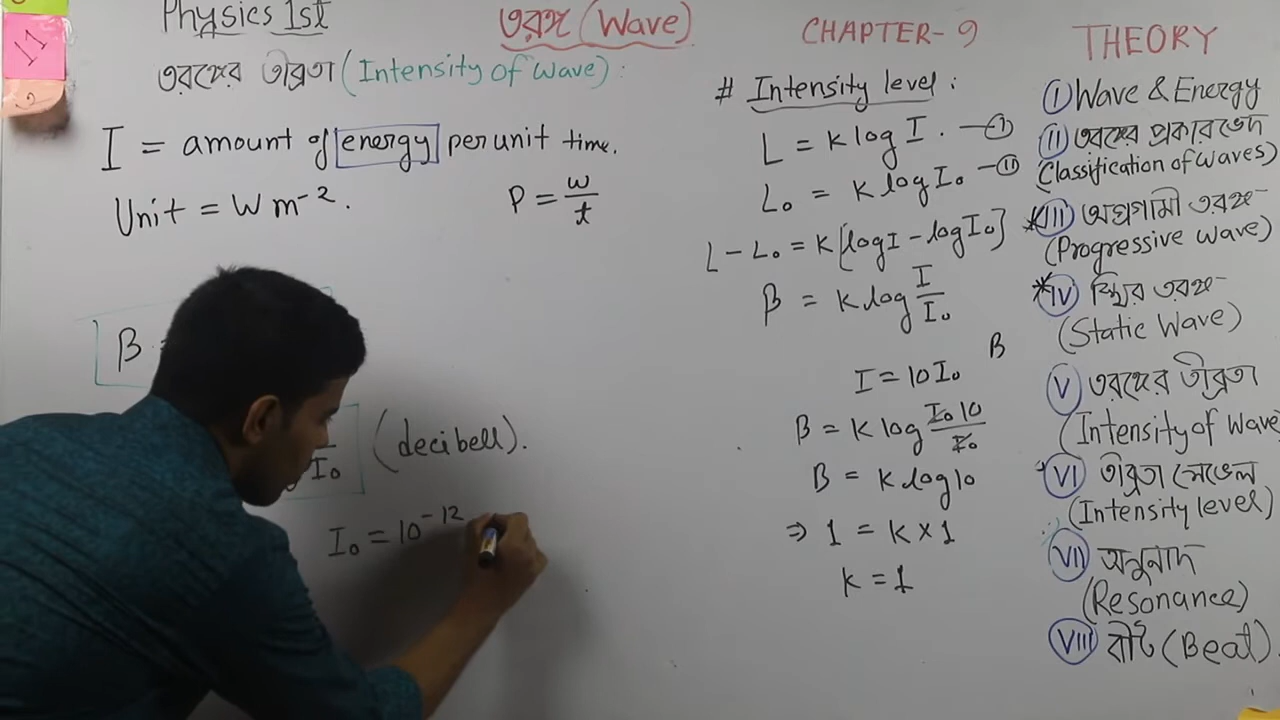 Physics 1st
তরঙ্গ (Wave)
CHAPTER-9
THEORY
11
তরঙ্গের তীব্রতা (Intensity of Wave) :
I = amount of energy per unit time.
Unit = W m⁻².
P = w/t
β =
I₀
(decibell).
I₀ = 10⁻¹²
# Intensity level :
L = K log I . — (i)
L₀ = K log I₀ — (ii)
L - L₀ = K [log I - log I₀]
β = K log I/I₀
B
I = 10 I₀
β = K log I₀ 10/I₀
β = K log 10
⇒ 1 = K × 1
K = 1
(I) Wave & Energy
(II) তরঙ্গের প্রকারভেদ
(Classification of Waves)
*(III) অগ্রগামী তরঙ্গ-
(Progressive Wave)
*(IV) স্থির তরঙ্গ-
(Static Wave)
(V) তরঙ্গের তীব্রতা
(Intensity of Wave
(VI) তীব্রতা লেভেল
(Intensity level)
(VII) অনুনাদ
(Resonance)
(VIII) বীট (Beat).